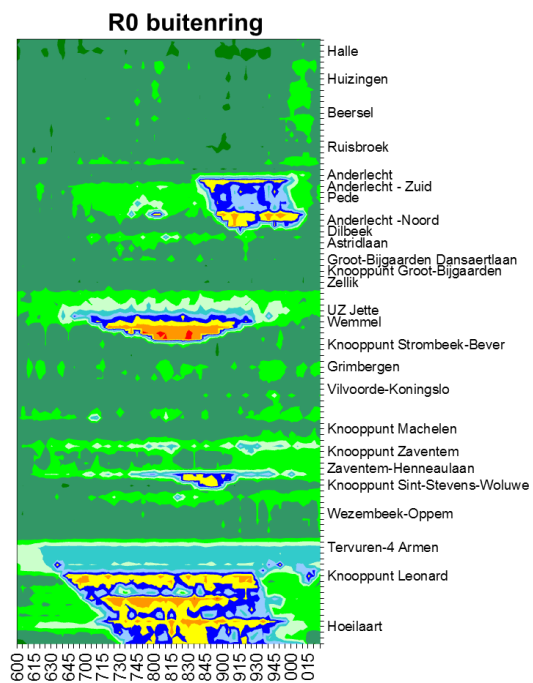 R0 buitenring
Halle
Huizingen
Beersel
Ruisbroek
Anderlecht
Anderlecht - Zuid
Pede
Anderlecht -Noord
Dilbeek
Astridlaan
Groot-Bijgaarden Dansaertlaan
Knooppunt Groot-Bijgaarden
Zellik
UZ Jette
Wemmel
Knooppunt Strombeek-Bever
Grimbergen
Vilvoorde-Koningslo
Knooppunt Machelen
Knooppunt Zaventem
Zaventem-Henneaulaan
Knooppunt Sint-Stevens-Woluwe
Wezembeek-Oppem
Tervuren-4 Armen
Knooppunt Leonard
Hoeilaart
600 615 630 645 700 715 730 745 800 815 830 845 900 915 930 945 000 015